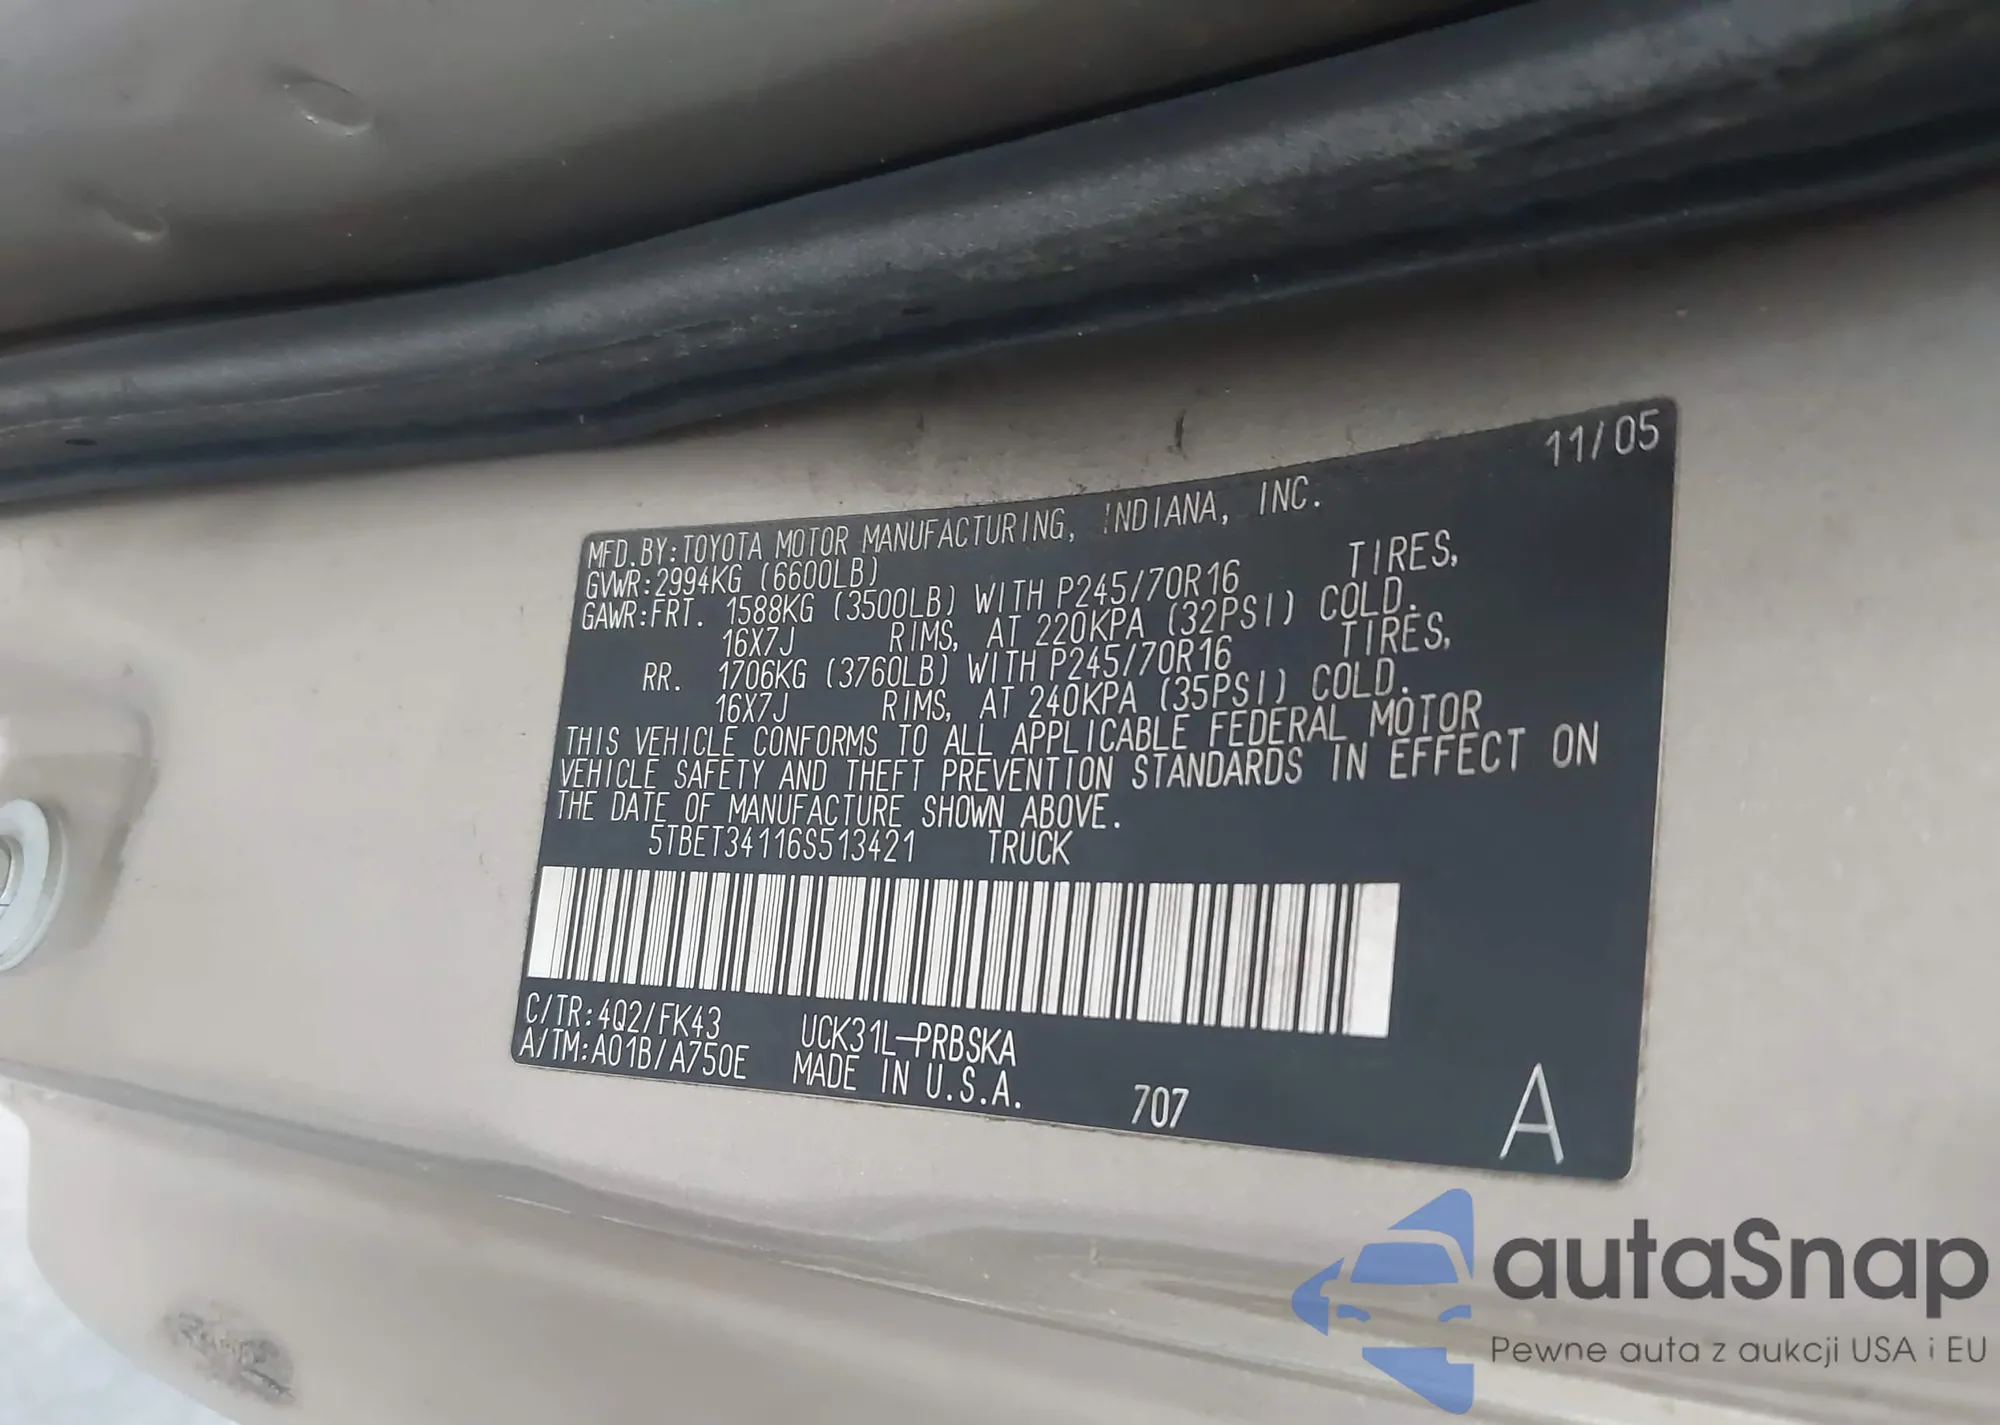 11/05
MFD.BY:TOYOTA MOTOR MANUFACTURING, INDIANA, INC.
GVWR:2994KG (6600LB)
GAWR:FRT. 1588KG (3500LB) WITH P245/70R16 TIRES,
16X7J RIMS, AT 220KPA (32PSI) COLD.
RR. 1706KG (3760LB) WITH P245/70R16 TIRES,
16X7J RIMS, AT 240KPA (35PSI) COLD.
THIS VEHICLE CONFORMS TO ALL APPLICABLE FEDERAL MOTOR
VEHICLE SAFETY AND THEFT PREVENTION STANDARDS IN EFFECT ON
THE DATE OF MANUFACTURE SHOWN ABOVE.
5TBET34116S513421 TRUCK
C/TR:4Q2/FK43 UCK31L-PRBSKA
A/TM:A01B/A750E MADE IN U.S.A. 707 A
autaSnap
Pewne auta z aukcji USA i EU